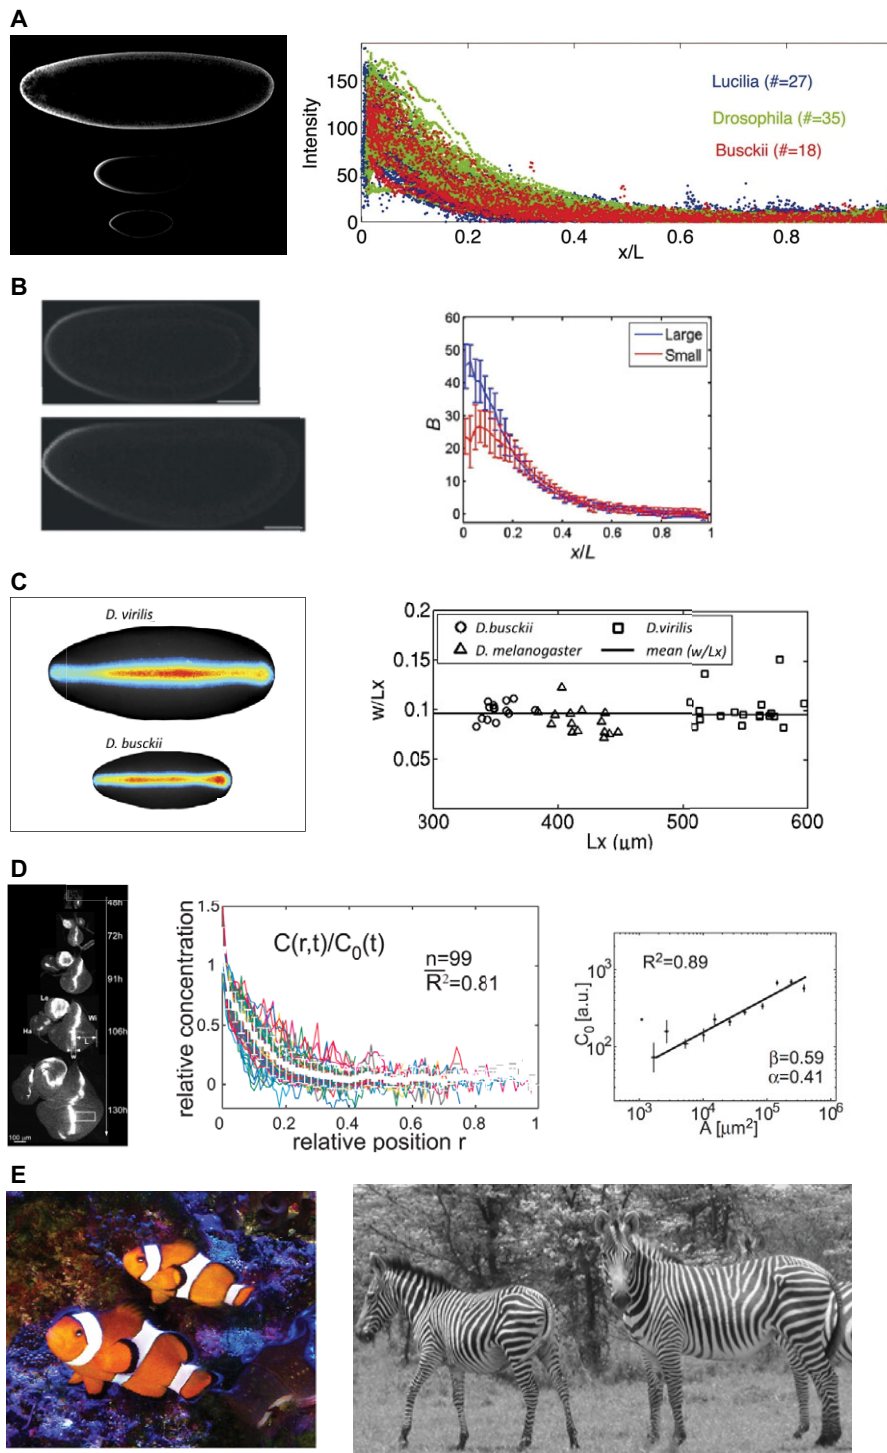 A
Intensity
150
100
50
0
0
0.2
0.4
0.6
0.8
x/L
Lucilia (#=27)
Drosophila (#=35)
Busckii (#=18)
B
B
60
50
40
30
20
10
0
0
0.2
0.4
0.6
0.8
1
x/L
Large
Small
C
D. virilis
D. busckii
w/Lx
0.2
0.15
0.1
0.05
300
400
500
600
Lx (μm)
D.busckii
D.virilis
D. melanogaster
mean (w/Lx)
D
48h
72h
91h
106h
130h
Le
Ha
Wi
L
100 μm
relative concentration
1.5
1
0.5
0
0
0.2
0.4
0.6
0.8
1
relative position r
C(r,t)/C₀(t)
n=99
R̅²=0.81
C₀ [a.u.]
10³
10²
10³
10⁴
10⁵
10⁶
A [μm²]
R²=0.89
β=0.59
α=0.41
E